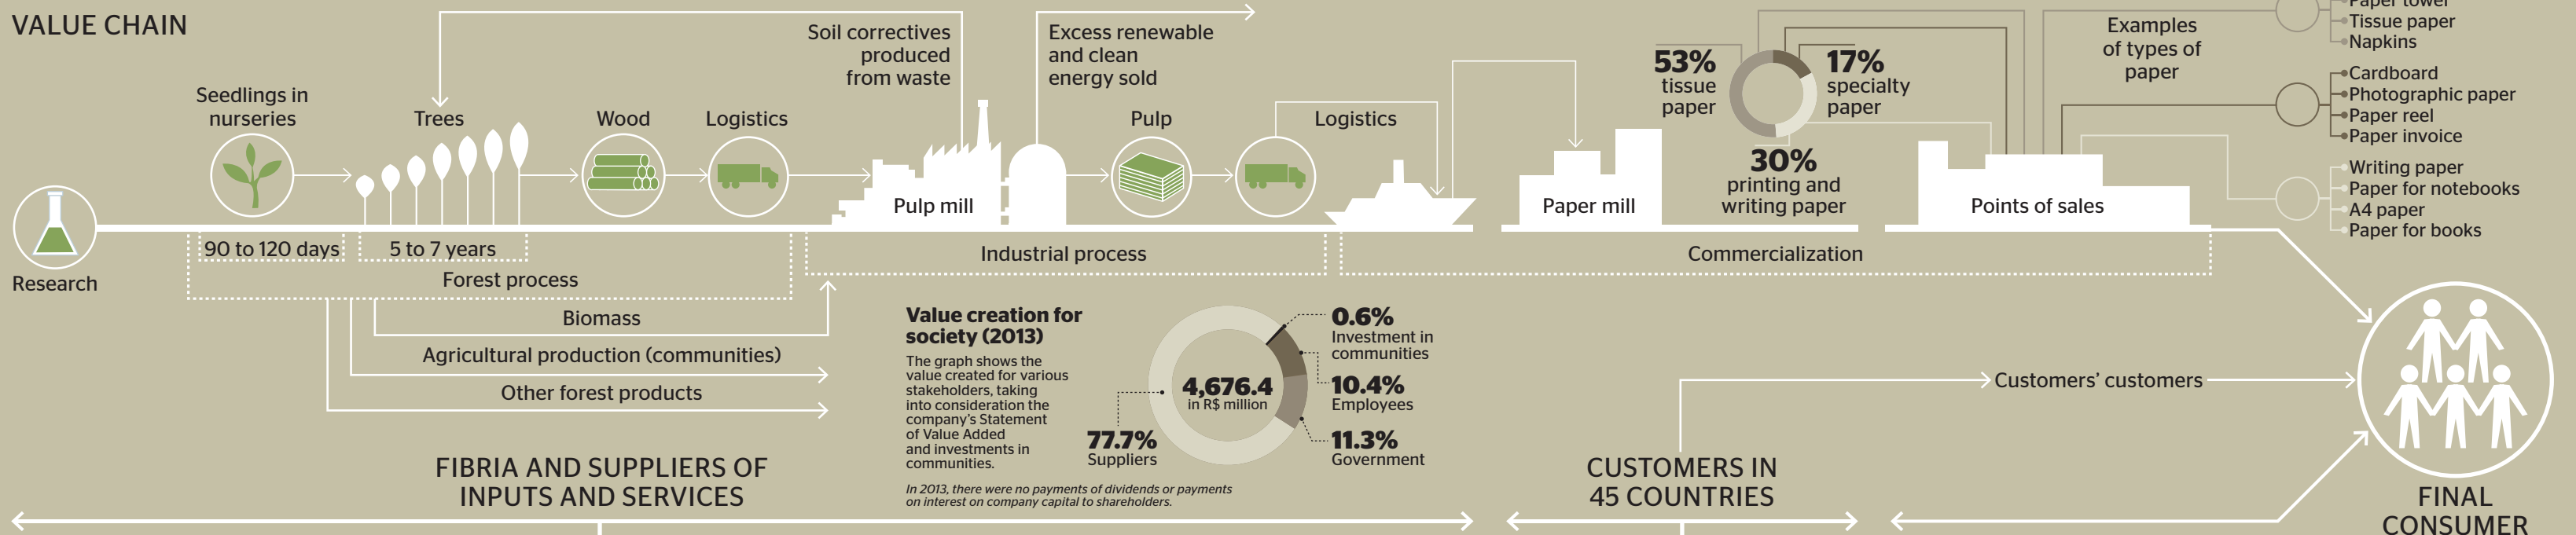 VALUE CHAIN
Seedlings in
nurseries
Trees
Wood
Logistics
Soil correctives
produced
from waste
Excess renewable
and clean
energy sold
Pulp
Logistics
53%
tissue
paper
17%
specialty
paper
30%
printing and
writing paper
Examples
of types of
paper
Paper tower
Tissue paper
Napkins
Cardboard
Photographic paper
Paper reel
Paper invoice
Writing paper
Paper for notebooks
A4 paper
Paper for books
Research
Pulp mill
Paper mill
Points of sales
90 to 120 days
5 to 7 years
Forest process
Industrial process
Commercialization
Biomass
Agricultural production (communities)
Other forest products
Value creation for
society (2013)
The graph shows the
value created for various
stakeholders, taking
into consideration the
company's Statement
of Value Added
and investments in
communities.
In 2013, there were no payments of dividends or payments
on interest on company capital to shareholders.
4,676.4
in R$ million
0.6%
Investment in
communities
10.4%
Employees
11.3%
Government
77.7%
Suppliers
Customers' customers
FIBRIA AND SUPPLIERS OF
INPUTS AND SERVICES
CUSTOMERS IN
45 COUNTRIES
FINAL
CONSUMER